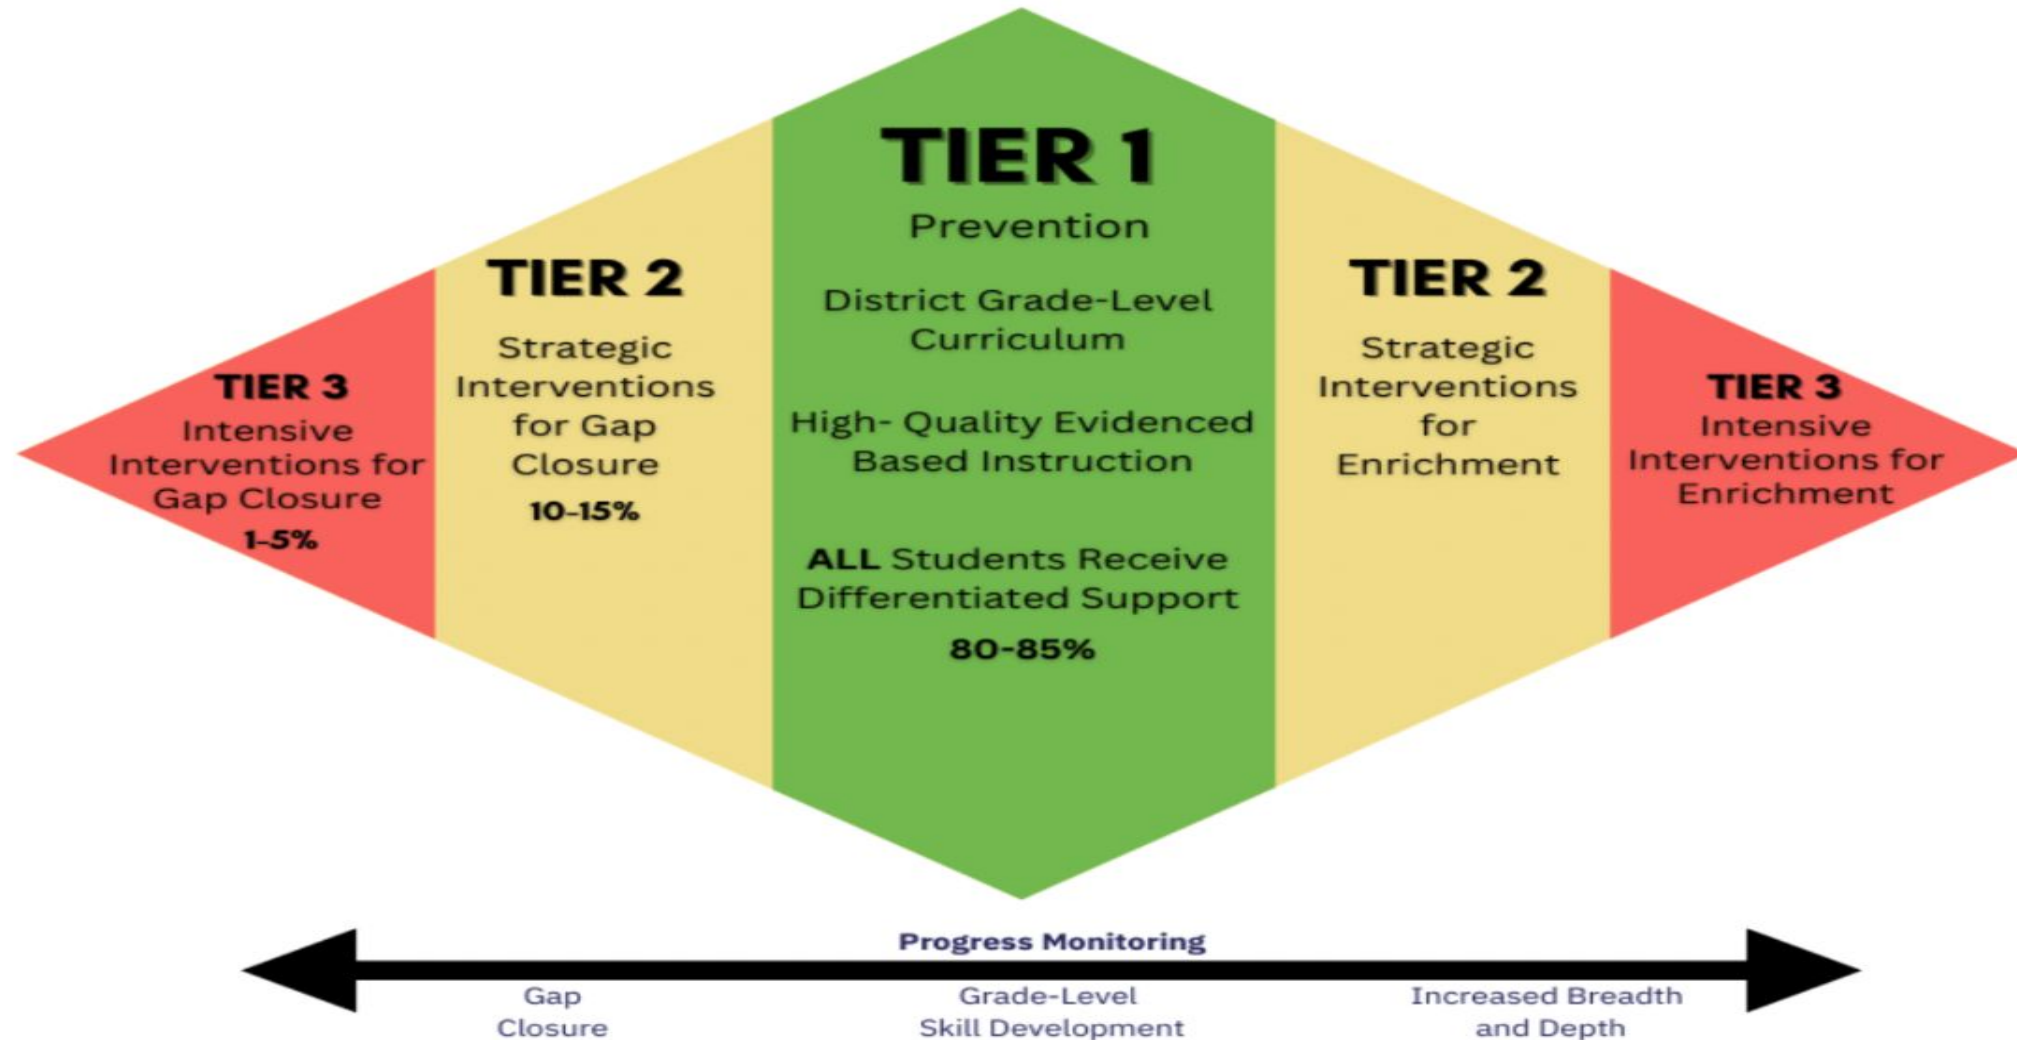 TIER 1
Prevention
District Grade-Level
Curriculum
High- Quality Evidenced
Based Instruction
ALL Students Receive
Differentiated Support
80-85%
TIER 2
Strategic
Interventions
for Gap
Closure
10-15%
TIER 2
Strategic
Interventions
for
Enrichment
TIER 3
Intensive
Interventions for
Gap Closure
1-5%
TIER 3
Intensive
Interventions for
Enrichment
Progress Monitoring
Gap
Closure
Grade-Level
Skill Development
Increased Breadth
and Depth